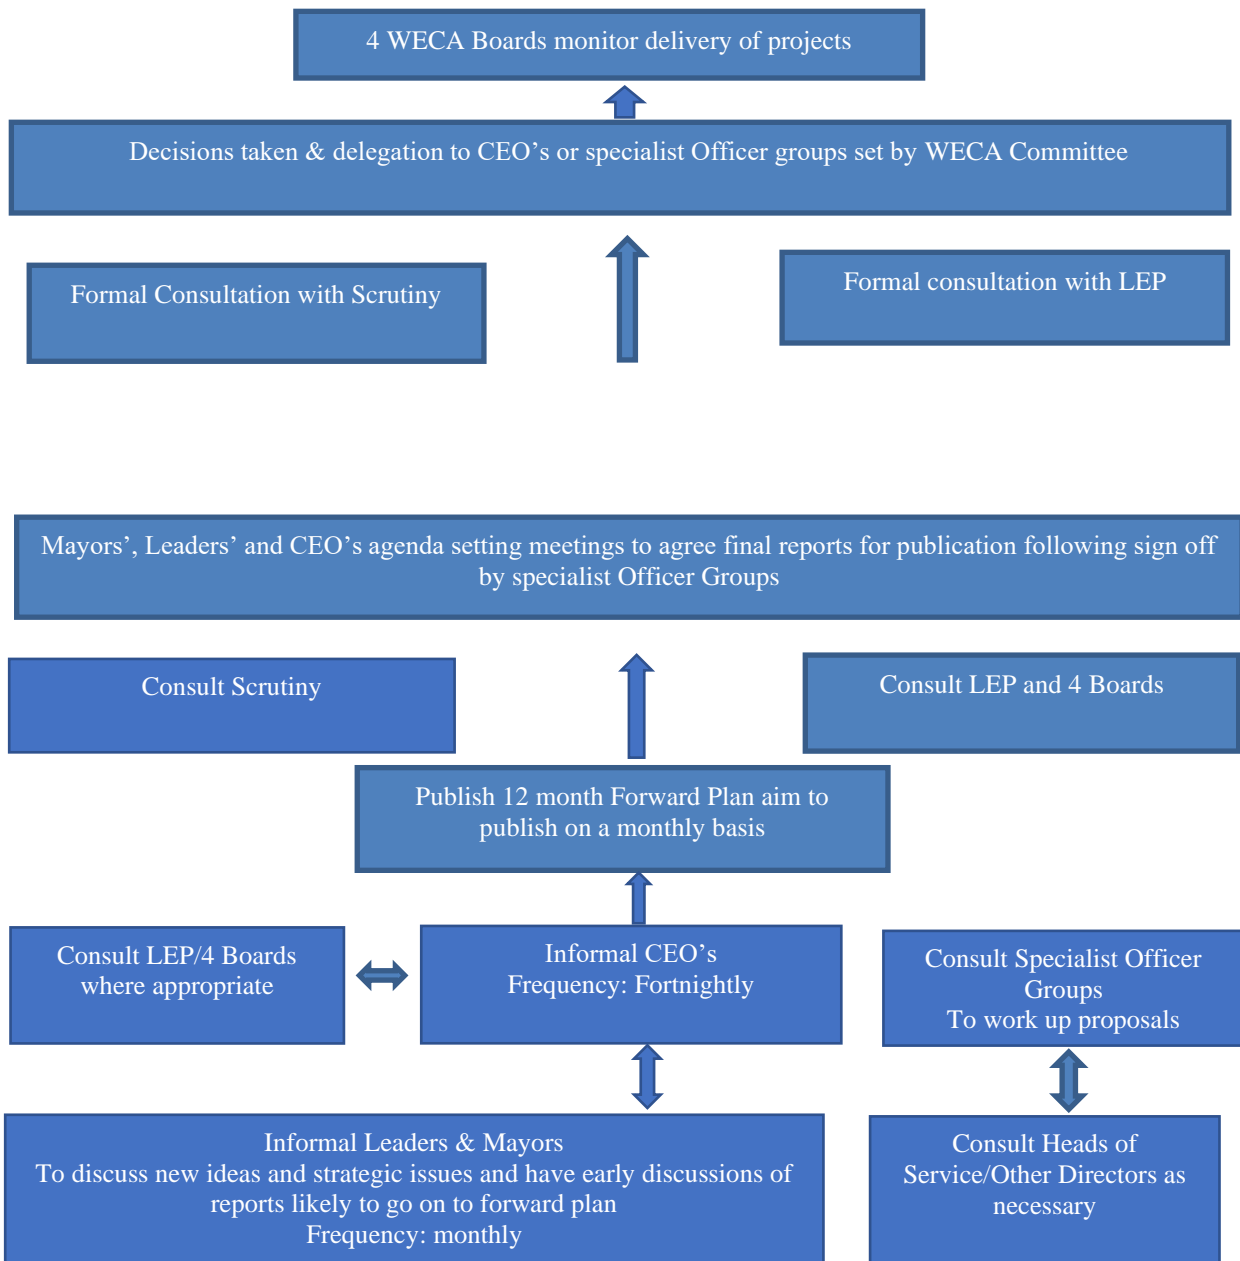 4 WECA Boards monitor delivery of projects
Decisions taken & delegation to CEO's or specialist Officer groups set by WECA Committee
Formal Consultation with Scrutiny
Formal consultation with LEP
Mayors’, Leaders’ and CEO’s agenda setting meetings to agree final reports for publication following sign off
by specialist Officer Groups
Consult Scrutiny
Consult LEP and 4 Boards
Publish 12 month Forward Plan aim to
publish on a monthly basis
Consult LEP/4 Boards
where appropriate
Informal CEO’s
Frequency: Fortnightly
Consult Specialist Officer
Groups
To work up proposals
Informal Leaders & Mayors
To discuss new ideas and strategic issues and have early discussions of
reports likely to go on to forward plan
Frequency: monthly
Consult Heads of
Service/Other Directors as
necessary